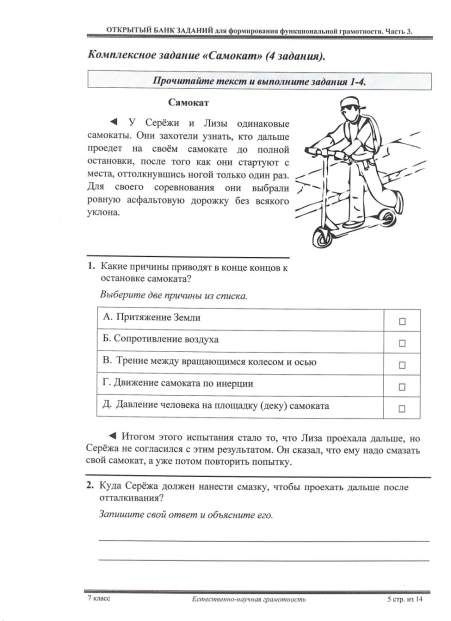 ОТКРЫТЫЙ БАНК ЗАДАНИЙ для формирования функциональной грамотности. Часть 3.
Комплексное задание «Самокат» (4 задания).
Прочитайте текст и выполните задания 1-4.
Самокат
◄ У Серёжи и Лизы одинаковые
самокаты. Они захотели узнать, кто дальше
проедет на своём самокате до полной
остановки, после того как они стартуют с
места, оттолкнувшись ногой только один раз.
Для своего соревнования они выбрали
ровную асфальтовую дорожку без всякого
уклона.
1. Какие причины приводят в конце концов к
остановке самоката?
Выберите две причины из списка.
А. Притяжение Земли
Б. Сопротивление воздуха
В. Трение между вращающимся колесом и осью
Г. Движение самоката по инерции
Д. Давление человека на площадку (деку) самоката
◄ Итогом этого испытания стало то, что Лиза проехала дальше, но
Серёжа не согласился с этим результатом. Он сказал, что ему надо смазать
свой самокат, а уже потом повторить попытку.
2. Куда Серёжа должен нанести смазку, чтобы проехать дальше после
отталкивания?
Запишите свой ответ и объясните его.
7 класс Естественно-научная грамотность 5 стр. из 14